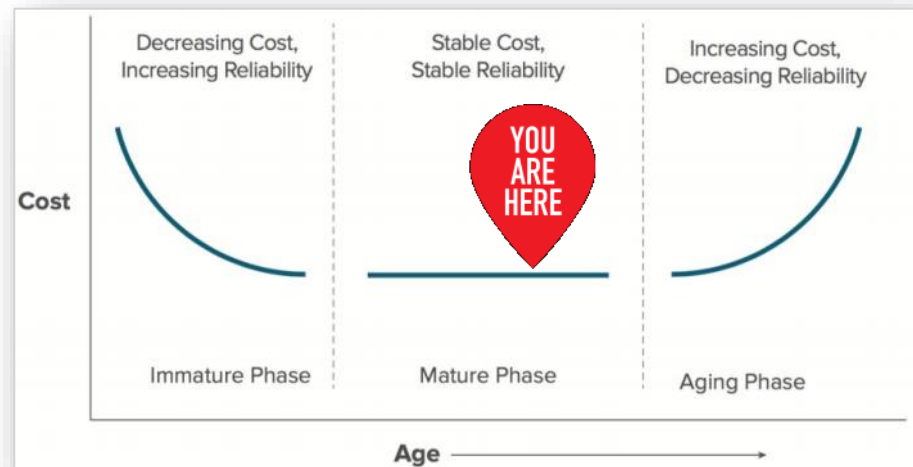 Decreasing Cost,
Increasing Reliability
Stable Cost,
Stable Reliability
Increasing Cost,
Decreasing Reliability
YOU
ARE
HERE
Cost
Immature Phase
Mature Phase
Aging Phase
Age